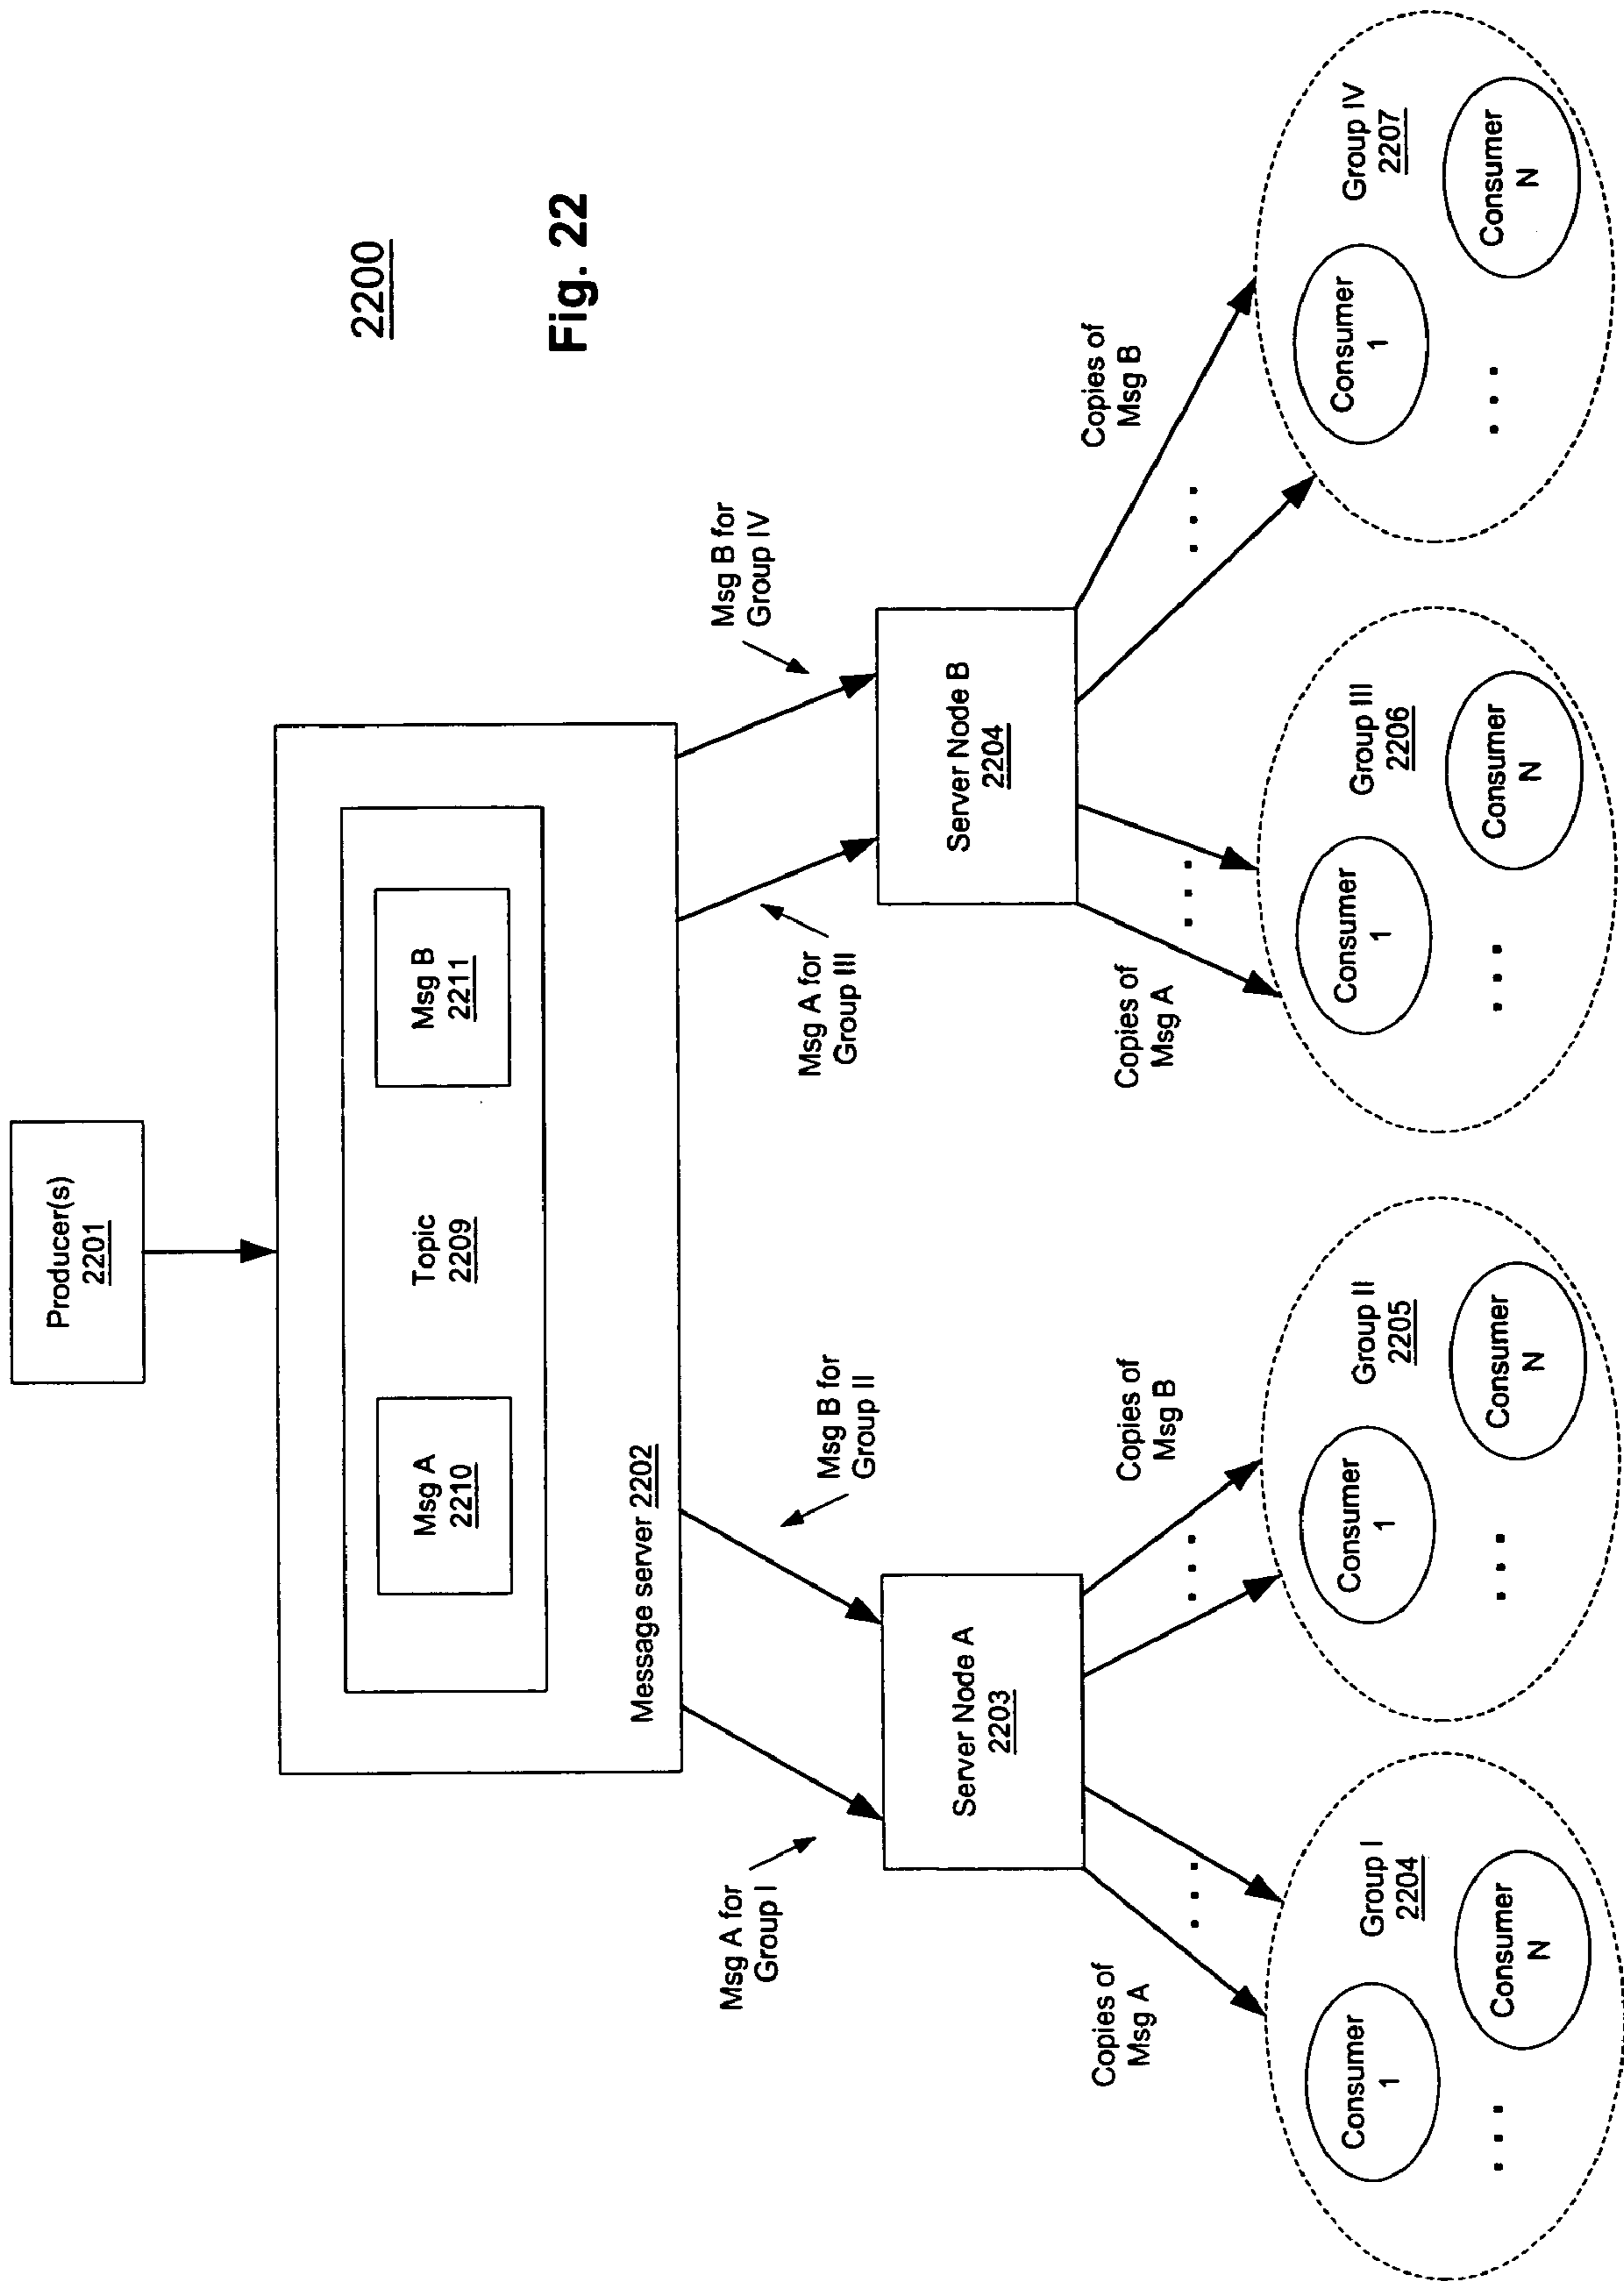 Producer(s)
2201
2200
Fig. 22
Msg A
2210
Topic
2209
Msg B
2211
Message server 2202
Msg A for
Group I
Msg B for
Group II
Msg A for
Group III
Msg B for
Group IV
Server Node A
2203
Server Node B
2204
Copies of
Msg A
Copies of
Msg B
Copies of
Msg A
Copies of
Msg B
Consumer
1
Group I
2204
Consumer
N
Consumer
1
Group II
2205
Consumer
N
Consumer
1
Group III
2206
Consumer
N
Consumer
1
Group IV
2207
Consumer
N